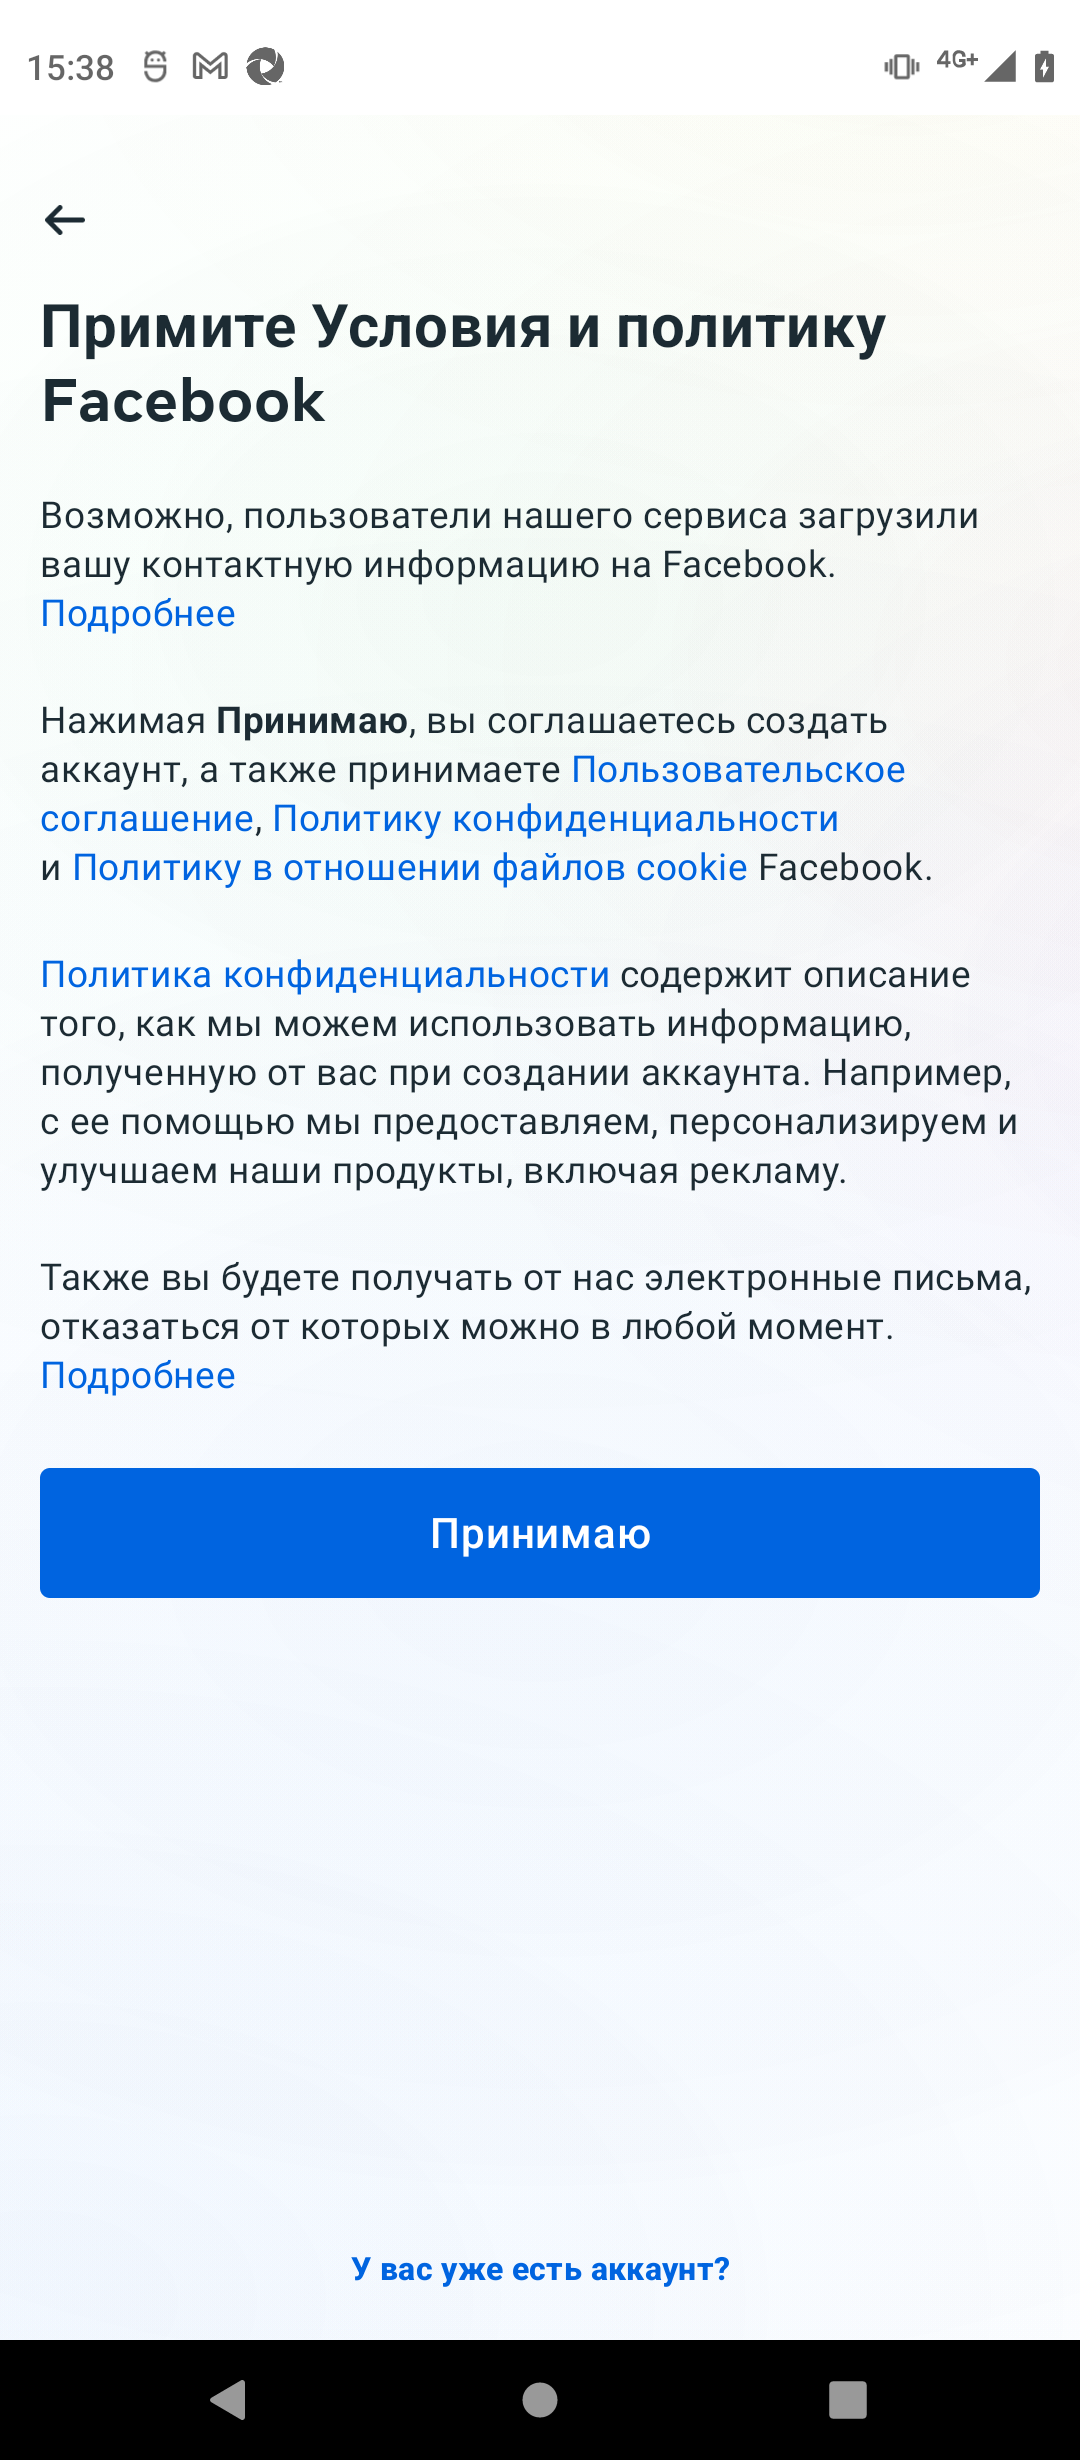 15:38
4G+
Примите Условия и политику
Facebook
Возможно, пользователи нашего сервиса загрузили
вашу контактную информацию на Facebook.
Подробнее
Нажимая Принимаю, вы соглашаетесь создать
аккаунт, а также принимаете Пользовательское
соглашение, Политику конфиденциальности
и Политику в отношении файлов cookie Facebook.
Политика конфиденциальности содержит описание
того, как мы можем использовать информацию,
полученную от вас при создании аккаунта. Например,
с ее помощью мы предоставляем, персонализируем и
улучшаем наши продукты, включая рекламу.
Также вы будете получать от нас электронные письма,
отказаться от которых можно в любой момент.
Подробнее
Принимаю
У вас уже есть аккаунт?